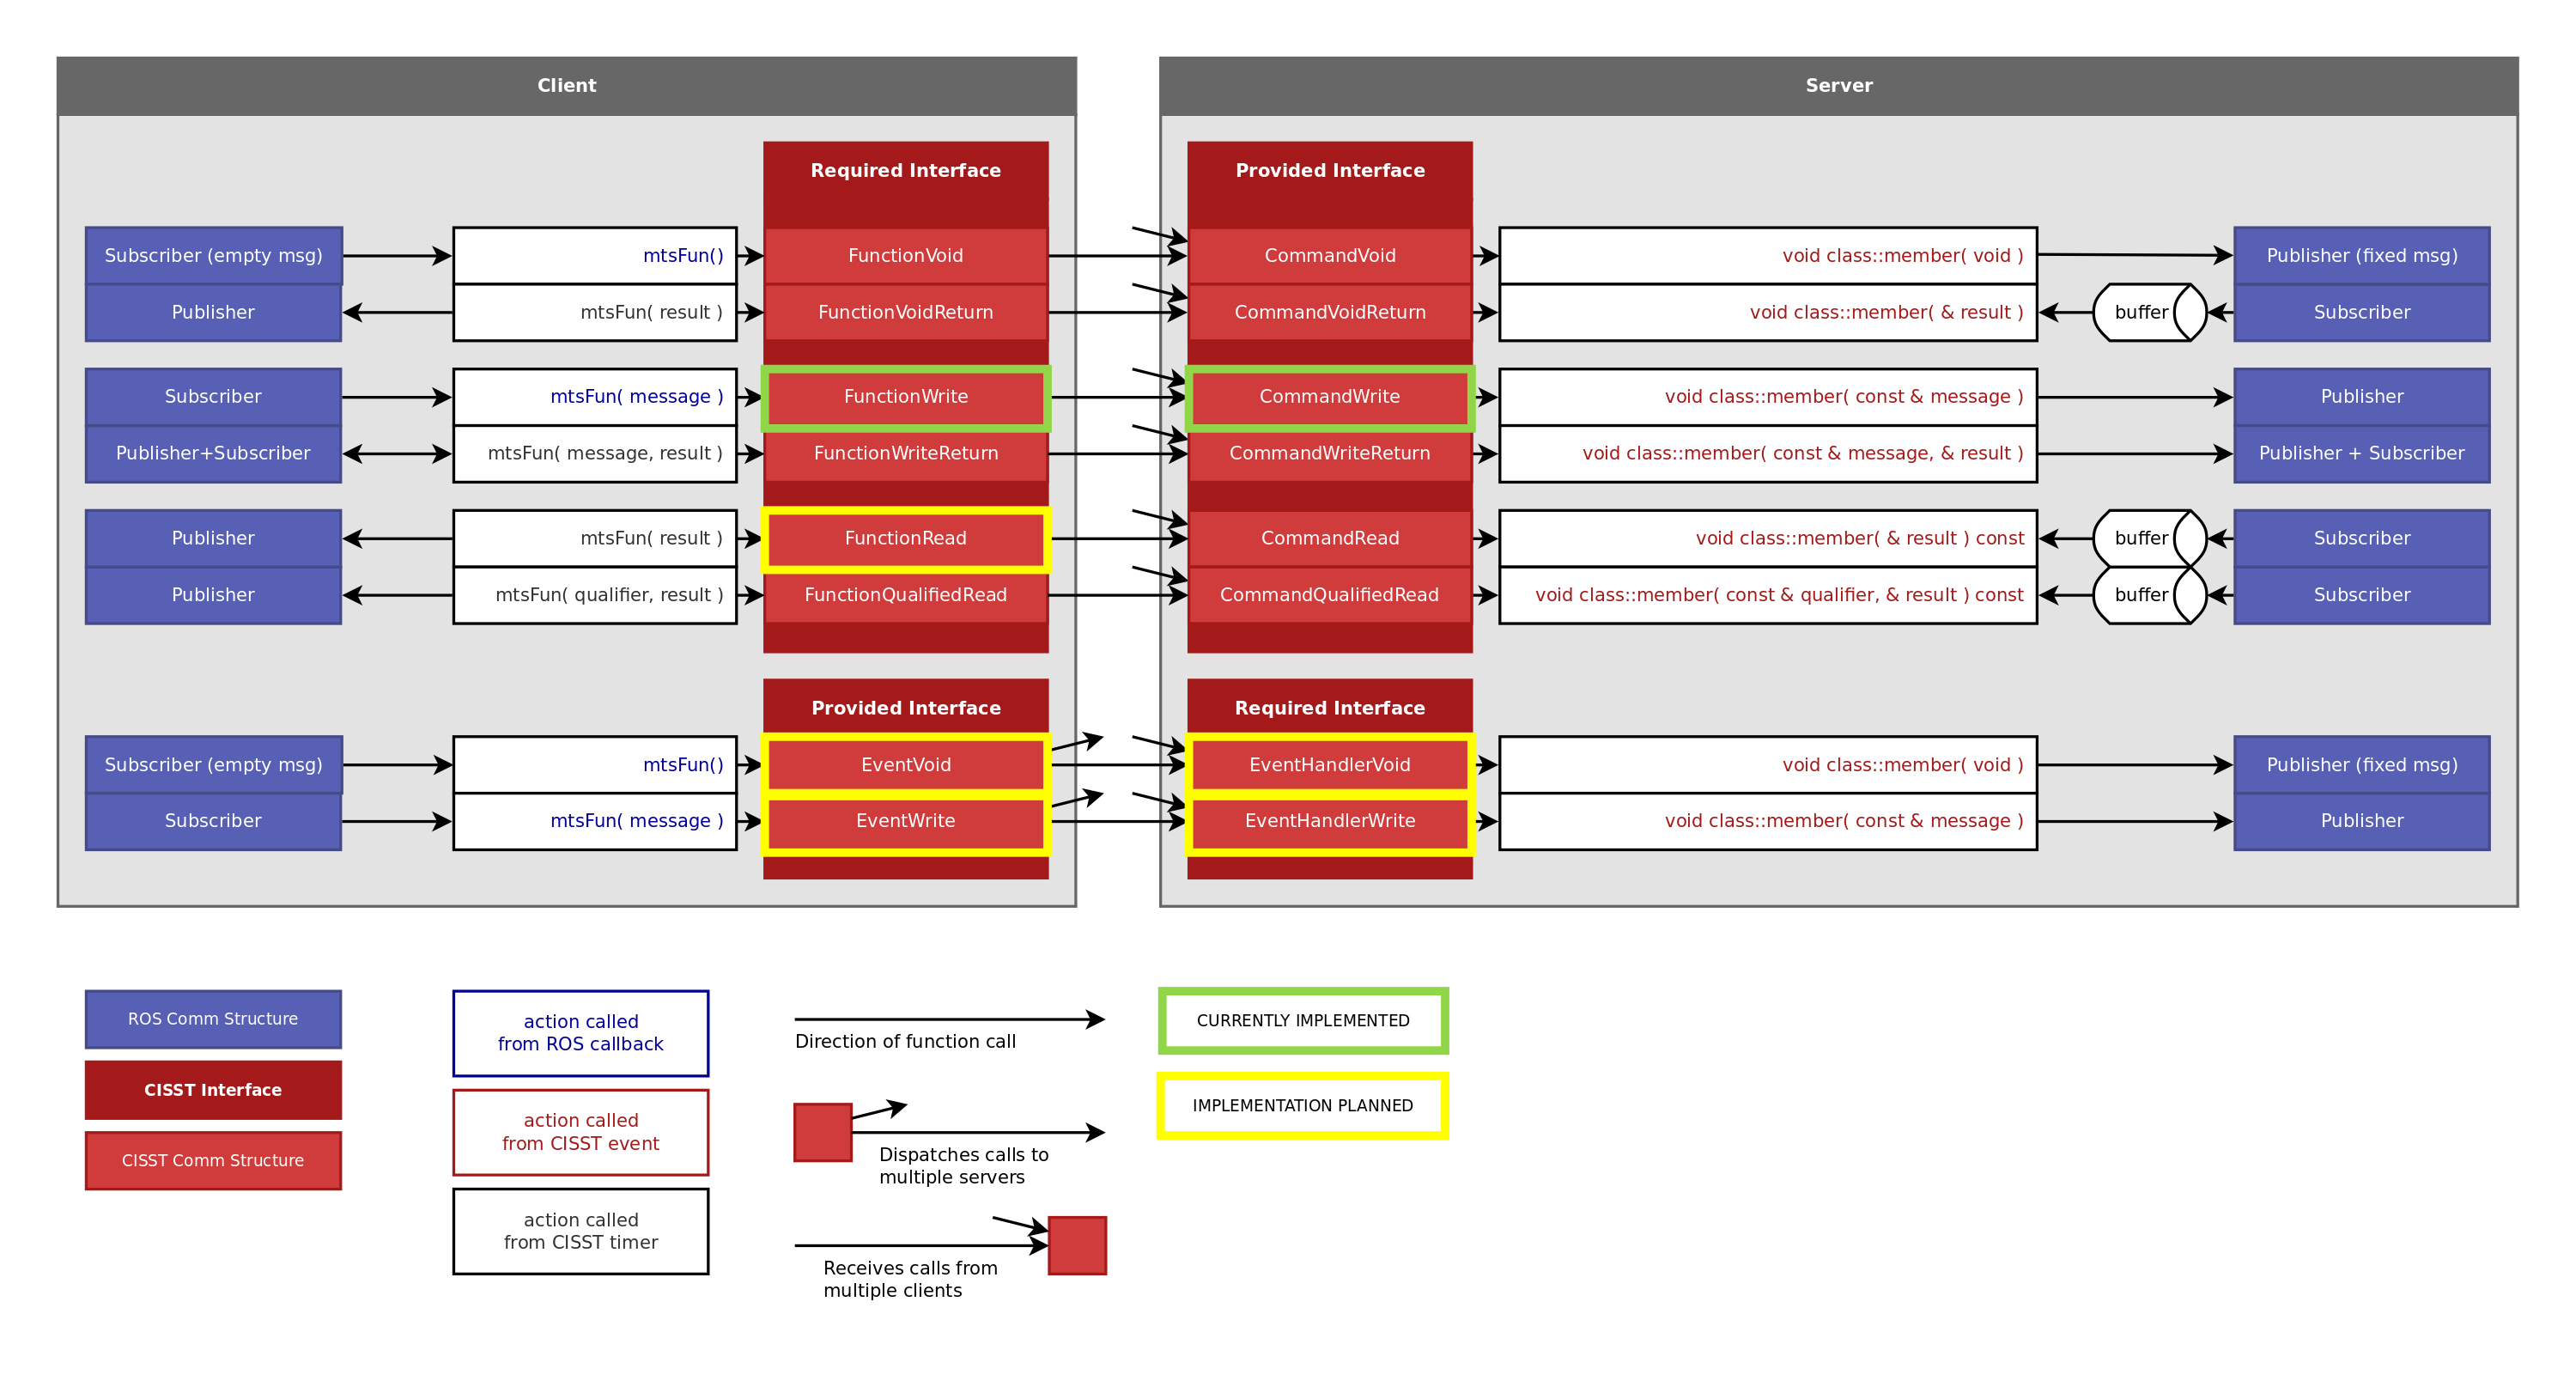 Client
Server
Required Interface
Provided Interface
Subscriber (empty msg)
mtsFun()
FunctionVoid
CommandVoid
void class::member( void )
Publisher (fixed msg)
Publisher
mtsFun( result )
FunctionVoidReturn
CommandVoidReturn
void class::member( & result )
buffer
Subscriber
Subscriber
mtsFun( message )
FunctionWrite
CommandWrite
void class::member( const & message )
Publisher
Publisher+Subscriber
mtsFun( message, result )
FunctionWriteReturn
CommandWriteReturn
void class::member( const & message, & result )
Publisher + Subscriber
Publisher
mtsFun( result )
FunctionRead
CommandRead
void class::member( & result ) const
buffer
Subscriber
Publisher
mtsFun( qualifier, result )
FunctionQualifiedRead
CommandQualifiedRead
void class::member( const & qualifier, & result ) const
buffer
Subscriber
Provided Interface
Required Interface
Subscriber (empty msg)
mtsFun()
EventVoid
EventHandlerVoid
void class::member( void )
Publisher (fixed msg)
Subscriber
mtsFun( message )
EventWrite
EventHandlerWrite
void class::member( const & message )
Publisher
ROS Comm Structure
CISST Interface
CISST Comm Structure
action called
from ROS callback
action called
from CISST event
action called
from CISST timer
Direction of function call
Dispatches calls to
multiple servers
Receives calls from
multiple clients
CURRENTLY IMPLEMENTED
IMPLEMENTATION PLANNED